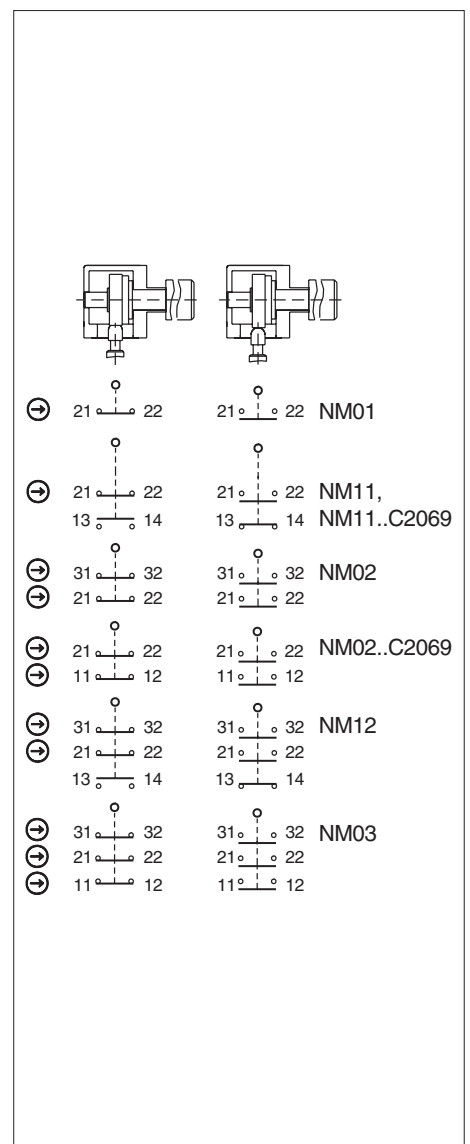 21 22 21 22 NM01
21 22 21 22 NM11,
13 14 13 14 NM11..C2069
31 32 31 32 NM02
21 22 21 22
21 22 21 22 NM02..C2069
11 12 11 12
31 32 31 32 NM12
21 22 21 22
13 14 13 14
31 32 31 32 NM03
21 22 21 22
11 12 11 12